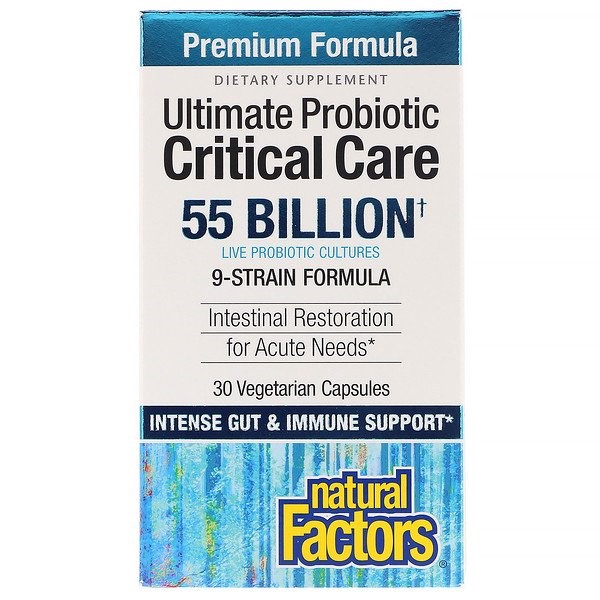 Premium Formula
DIETARY SUPPLEMENT
Ultimate Probiotic
Critical Care
55 BILLION†
LIVE PROBIOTIC CULTURES
9-STRAIN FORMULA
Intestinal Restoration
for Acute Needs*
30 Vegetarian Capsules
INTENSE GUT & IMMUNE SUPPORT*
natural
Factors®